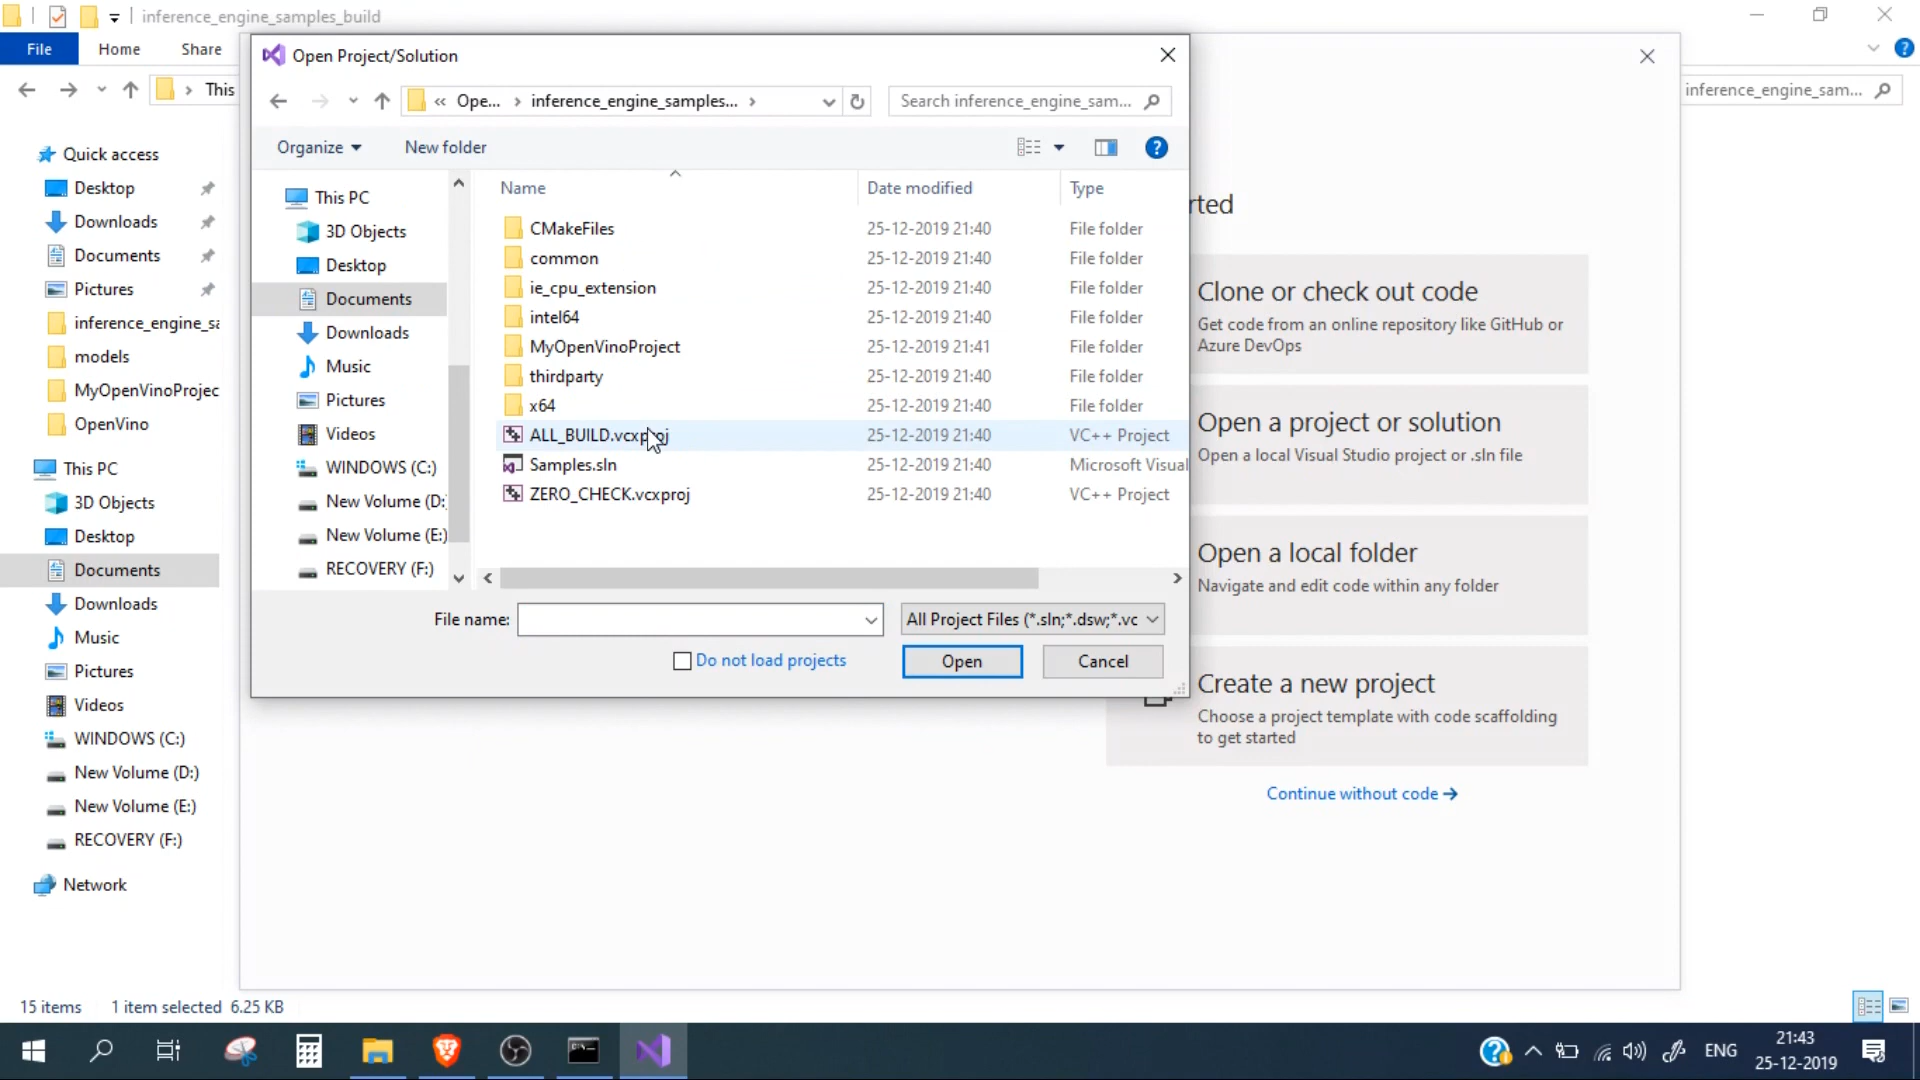 inference_engine_samples_build
File
Home
Share
This
inference_engine_sam...
Quick access
Desktop
Downloads
Documents
Pictures
inference_engine_sa
models
MyOpenVinoProjec
OpenVino
This PC
3D Objects
Desktop
Documents
Downloads
Music
Pictures
Videos
WINDOWS (C:)
New Volume (D:)
New Volume (E:)
RECOVERY (F:)
Network
15 items
1 item selected 6.25 KB
Open Project/Solution
« Ope... › inference_engine_samples... ›
Search inference_engine_sam...
Organize
New folder
This PC
3D Objects
Desktop
Documents
Downloads
Music
Pictures
Videos
WINDOWS (C:)
New Volume (D:
New Volume (E:)
RECOVERY (F:)
Name Date modified Type
CMakeFiles 25-12-2019 21:40 File folder
common 25-12-2019 21:40 File folder
ie_cpu_extension 25-12-2019 21:40 File folder
intel64 25-12-2019 21:40 File folder
MyOpenVinoProject 25-12-2019 21:41 File folder
thirdparty 25-12-2019 21:40 File folder
x64 25-12-2019 21:40 File folder
ALL_BUILD.vcxproj 25-12-2019 21:40 VC++ Project
Samples.sln 25-12-2019 21:40 Microsoft Visual
ZERO_CHECK.vcxproj 25-12-2019 21:40 VC++ Project
File name:
All Project Files (*.sln;*.dsw;*.vc
Do not load projects
Open
Cancel
rted
Clone or check out code
Get code from an online repository like GitHub or
Azure DevOps
Open a project or solution
Open a local Visual Studio project or .sln file
Open a local folder
Navigate and edit code within any folder
Create a new project
Choose a project template with code scaffolding
to get started
Continue without code →
ENG
21:43
25-12-2019